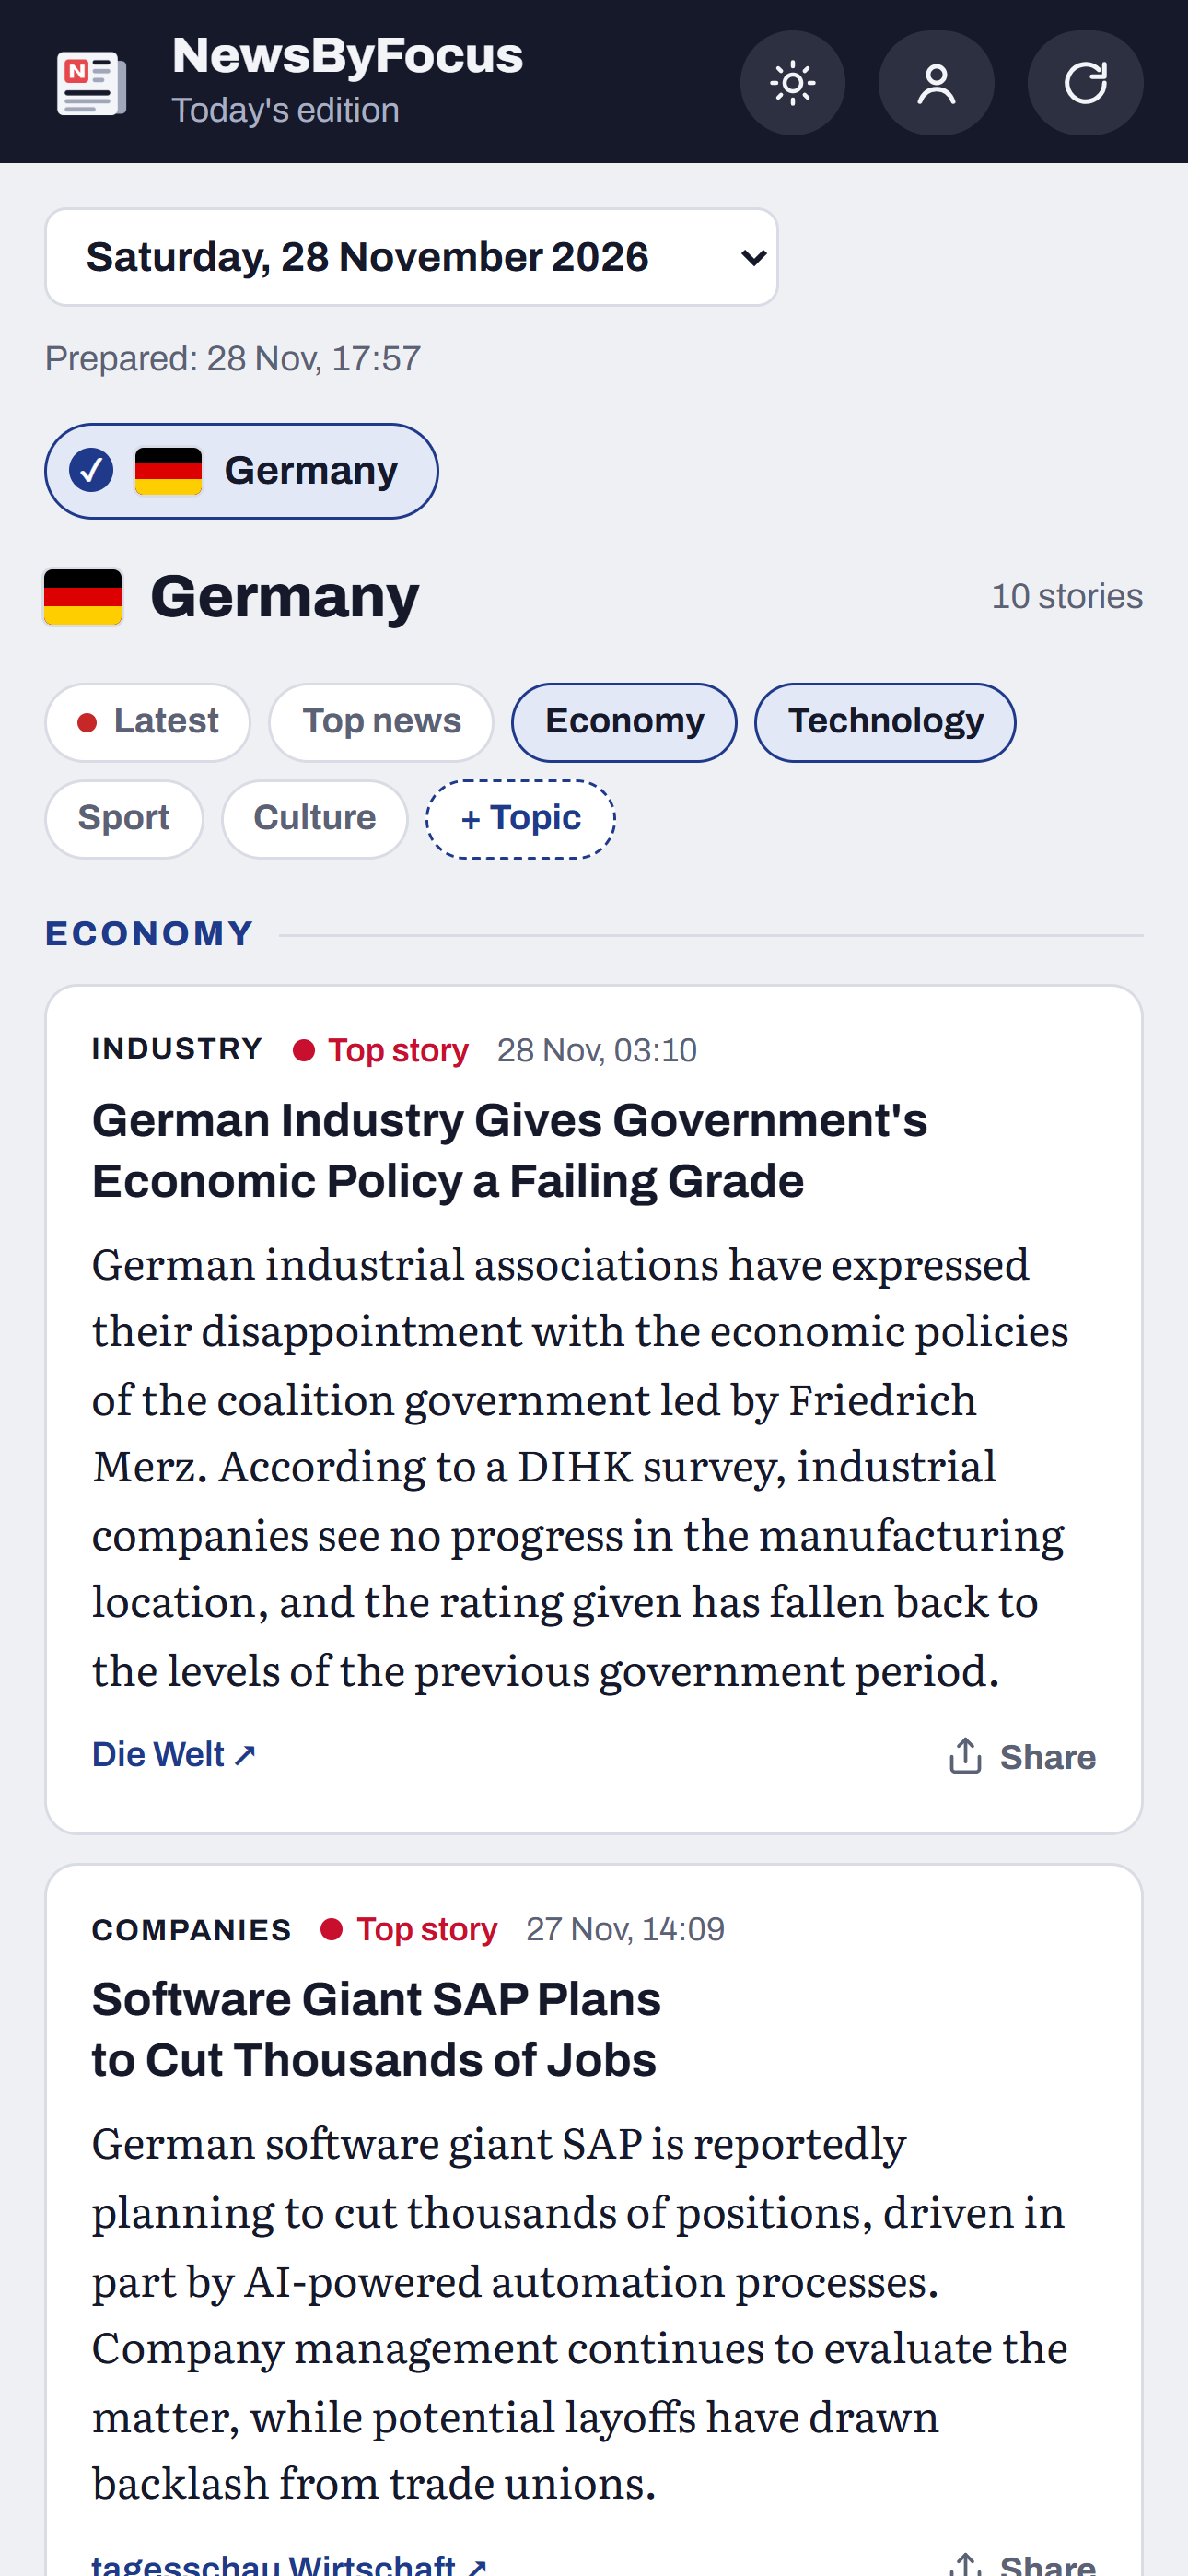 N
NewsByFocus
Today's edition
Saturday, 28 November 2026
Prepared: 28 Nov, 17:57
Germany
Germany
10 stories
Latest
Top news
Economy
Technology
Sport
Culture
+ Topic
ECONOMY
INDUSTRY Top story 28 Nov, 03:10
German Industry Gives Government's
Economic Policy a Failing Grade
German industrial associations have expressed
their disappointment with the economic policies
of the coalition government led by Friedrich
Merz. According to a DIHK survey, industrial
companies see no progress in the manufacturing
location, and the rating given has fallen back to
the levels of the previous government period.
Die Welt ↗
Share
COMPANIES Top story 27 Nov, 14:09
Software Giant SAP Plans
to Cut Thousands of Jobs
German software giant SAP is reportedly
planning to cut thousands of positions, driven in
part by AI-powered automation processes.
Company management continues to evaluate the
matter, while potential layoffs have drawn
backlash from trade unions.
tagesschau Wirtschaft ↗
Share